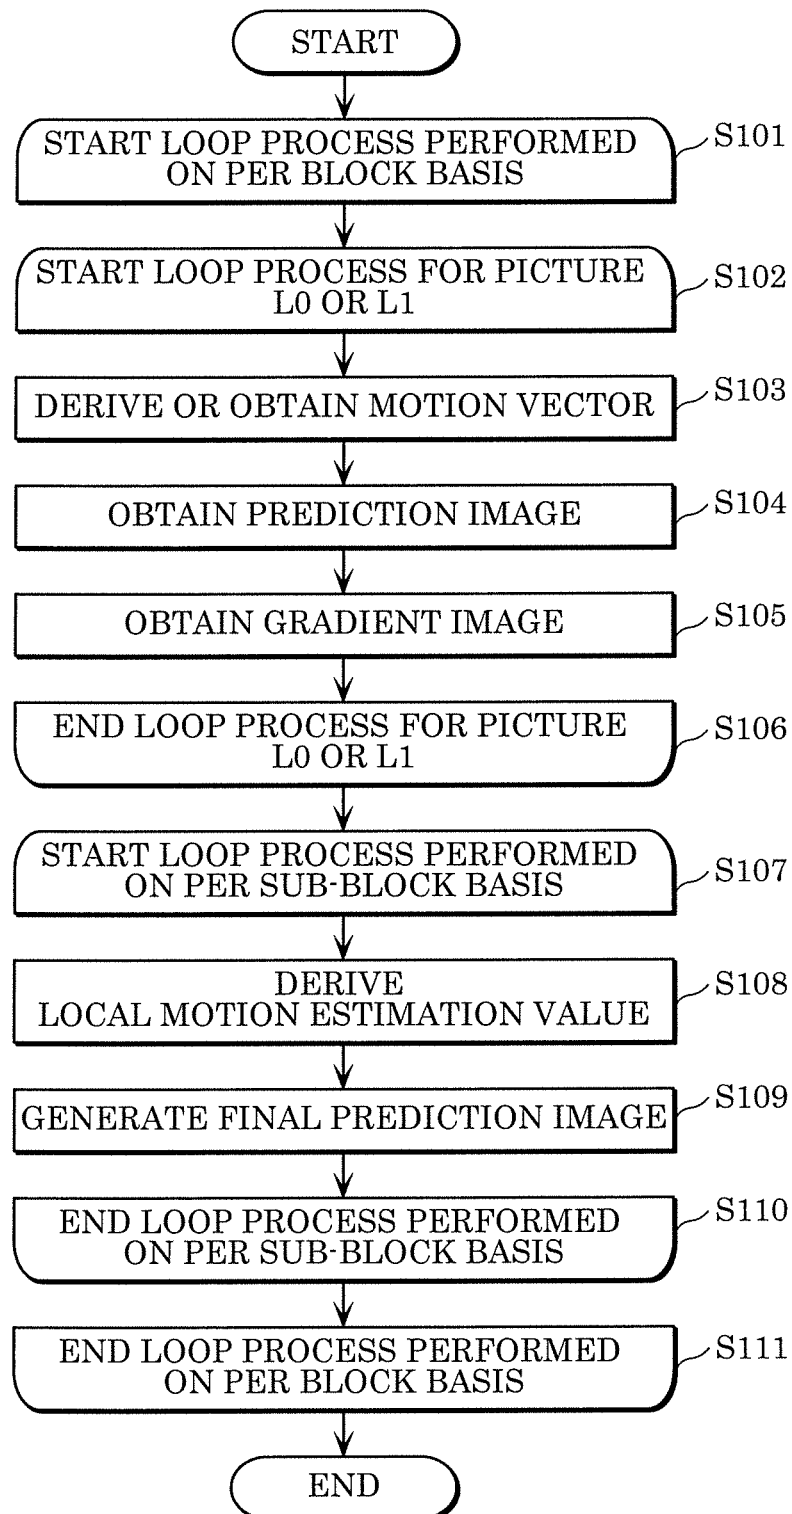 START
START LOOP PROCESS PERFORMED
ON PER BLOCK BASIS
S101
START LOOP PROCESS FOR PICTURE
L0 OR L1
S102
DERIVE OR OBTAIN MOTION VECTOR
S103
OBTAIN PREDICTION IMAGE
S104
OBTAIN GRADIENT IMAGE
S105
END LOOP PROCESS FOR PICTURE
L0 OR L1
S106
START LOOP PROCESS PERFORMED
ON PER SUB-BLOCK BASIS
S107
DERIVE
LOCAL MOTION ESTIMATION VALUE
S108
GENERATE FINAL PREDICTION IMAGE
S109
END LOOP PROCESS PERFORMED
ON PER SUB-BLOCK BASIS
S110
END LOOP PROCESS PERFORMED
ON PER BLOCK BASIS
S111
END